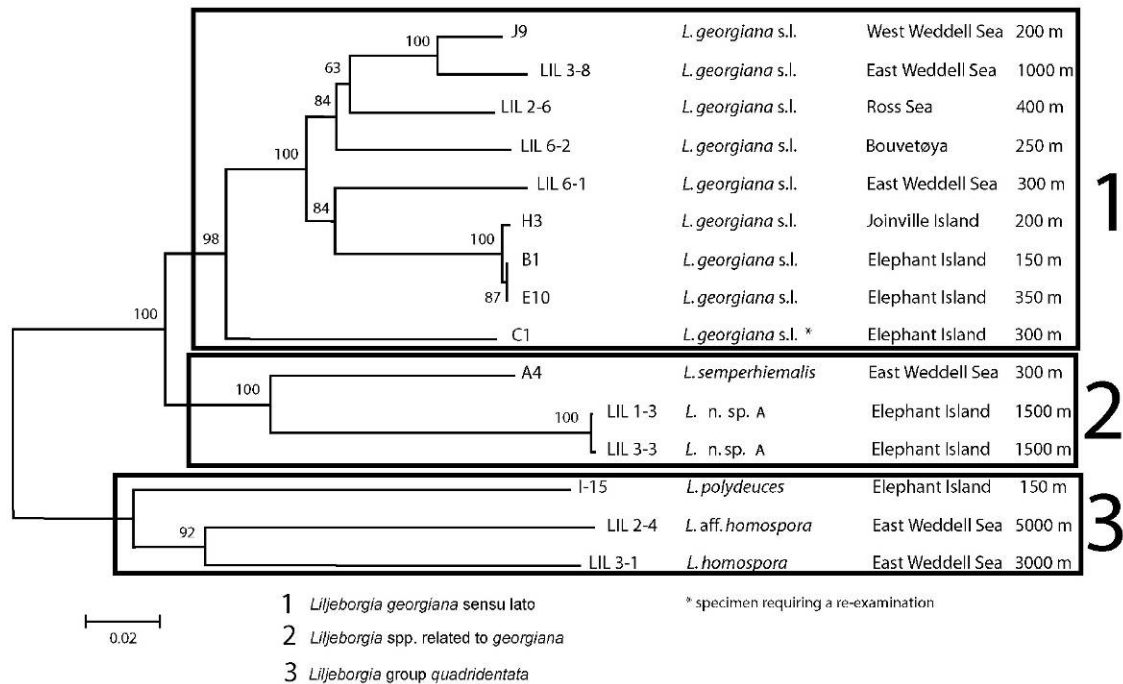 100 J9 L. georgiana s.l. West Weddell Sea 200 m
63 LIL 3-8 L. georgiana s.l. East Weddell Sea 1000 m
84 LIL 2-6 L. georgiana s.l. Ross Sea 400 m
100 LIL 6-2 L. georgiana s.l. Bouvetøya 250 m
84 LIL 6-1 L. georgiana s.l. East Weddell Sea 300 m 1
98 100 H3 L. georgiana s.l. Joinville Island 200 m
B1 L. georgiana s.l. Elephant Island 150 m
87 E10 L. georgiana s.l. Elephant Island 350 m
100 C1 L. georgiana s.l. * Elephant Island 300 m
100 A4 L. semperhiemalis East Weddell Sea 300 m
100 LIL 1-3 L. n. sp. A Elephant Island 1500 m 2
LIL 3-3 L. n. sp. A Elephant Island 1500 m
I-15 L. polydeuces Elephant Island 150 m
92 LIL 2-4 L. aff. homospora East Weddell Sea 5000 m 3
LIL 3-1 L. homospora East Weddell Sea 3000 m
1 Liljeborgia georgiana sensu lato * specimen requiring a re-examination
0.02 2 Liljeborgia spp. related to georgiana
3 Liljeborgia group quadridentata